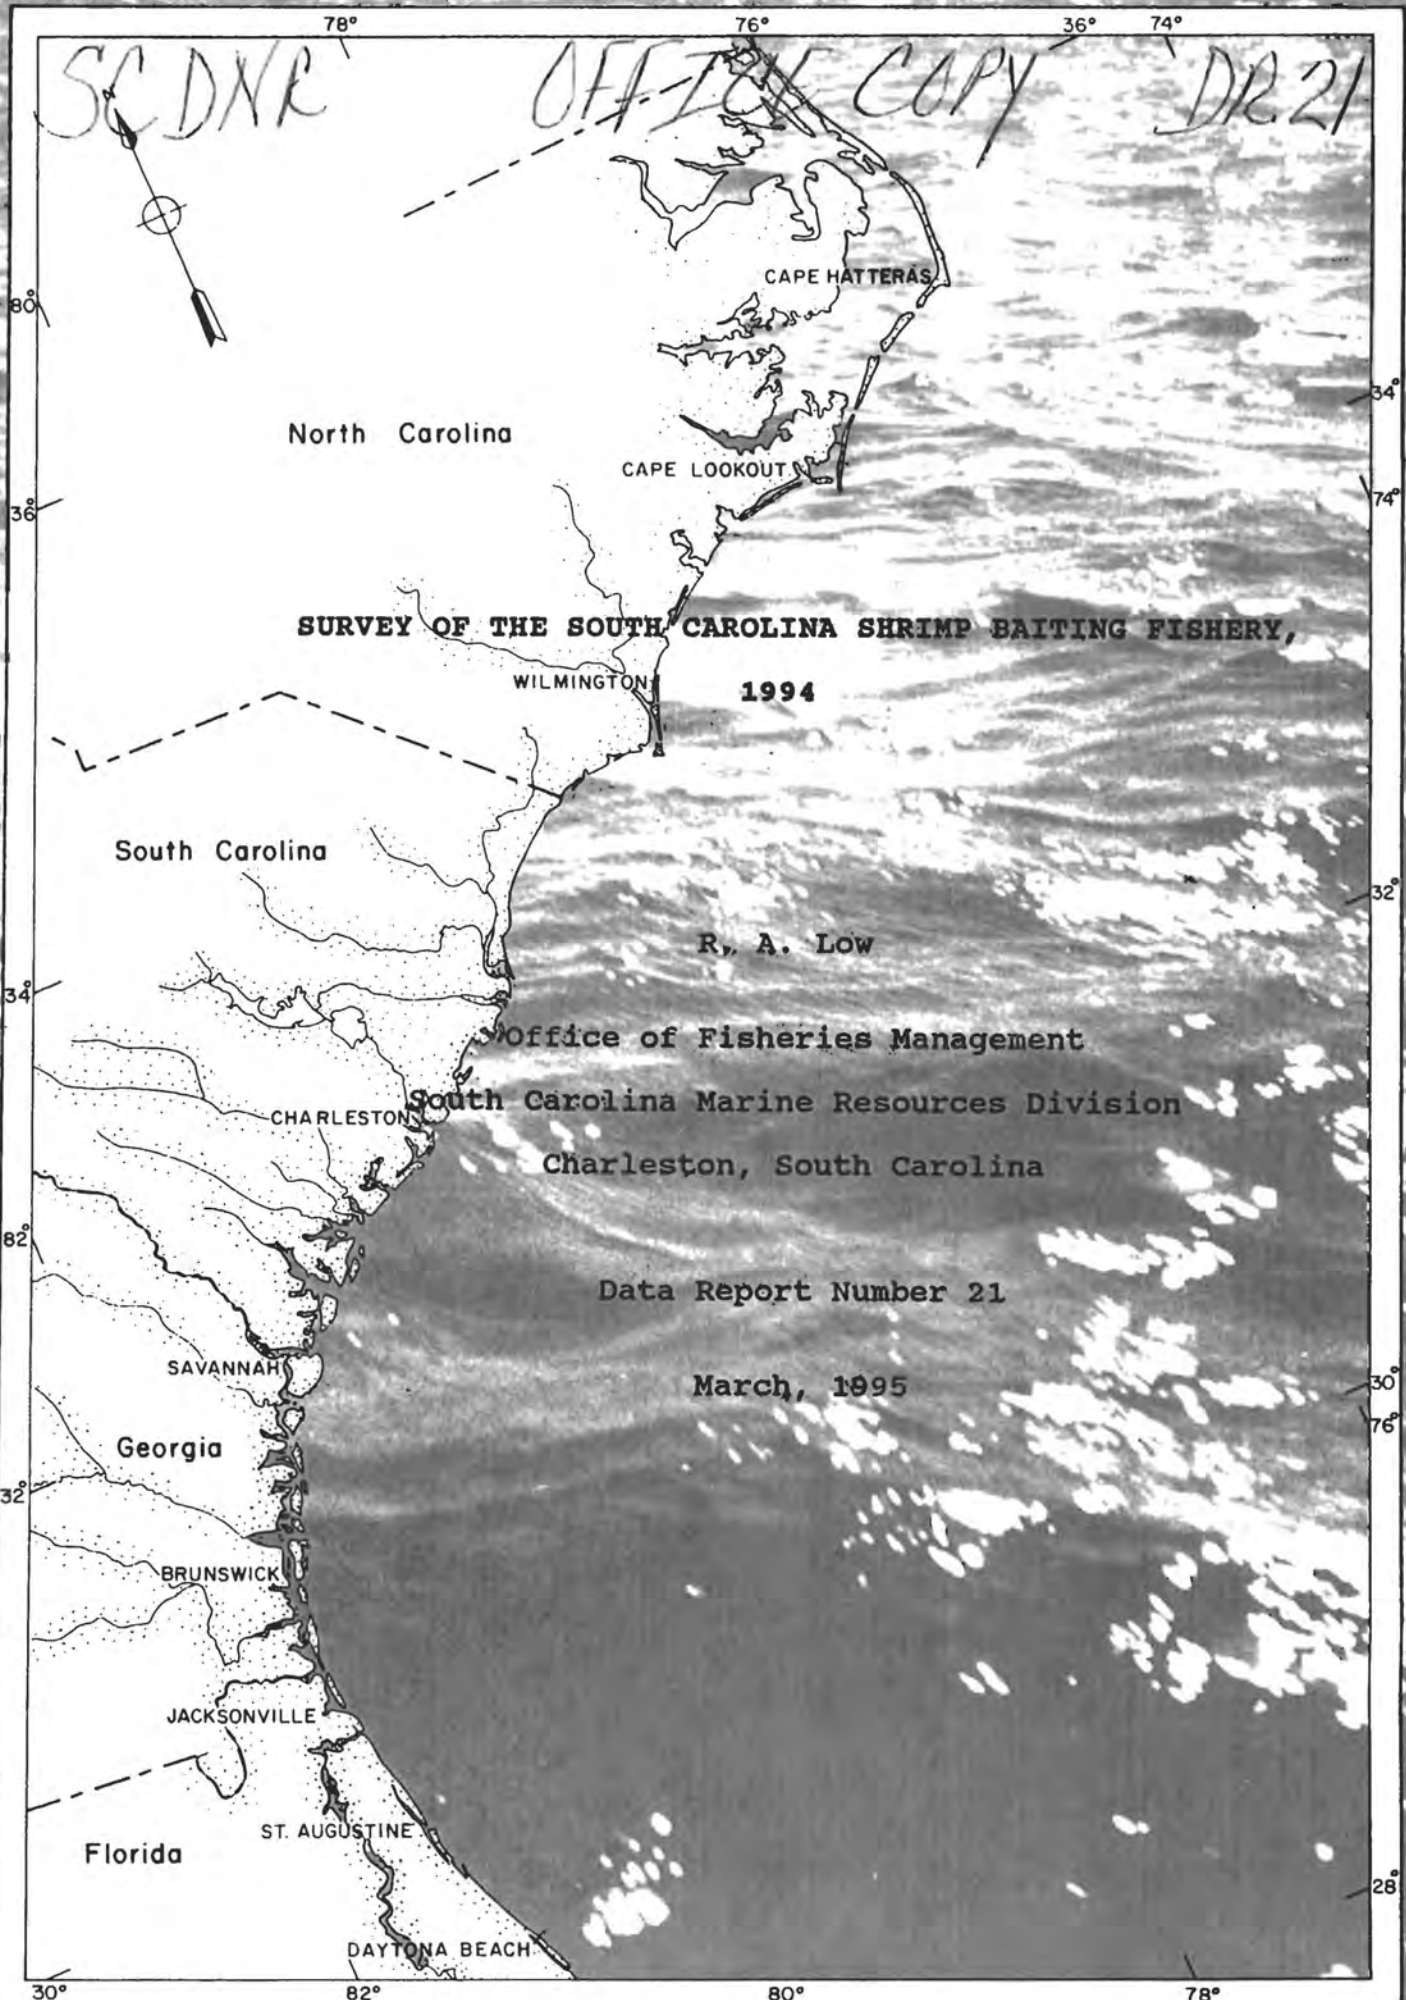 78° 76° 36° 74°
SCDNR OFFICE COPY DR21
N
CAPE HATTERAS
80°
34°
North Carolina
CAPE LOOKOUT
36°
74°
SURVEY OF THE SOUTH CAROLINA SHRIMP BAITING FISHERY,
WILMINGTON
1994
South Carolina
32°
R. A. Low
34°
Office of Fisheries Management
South Carolina Marine Resources Division
CHARLESTON
Charleston, South Carolina
82°
Data Report Number 21
SAVANNAH
March, 1995
30°
76°
Georgia
32°
BRUNSWICK
JACKSONVILLE
ST. AUGUSTINE
Florida
28°
DAYTONA BEACH
30° 82° 80° 78°